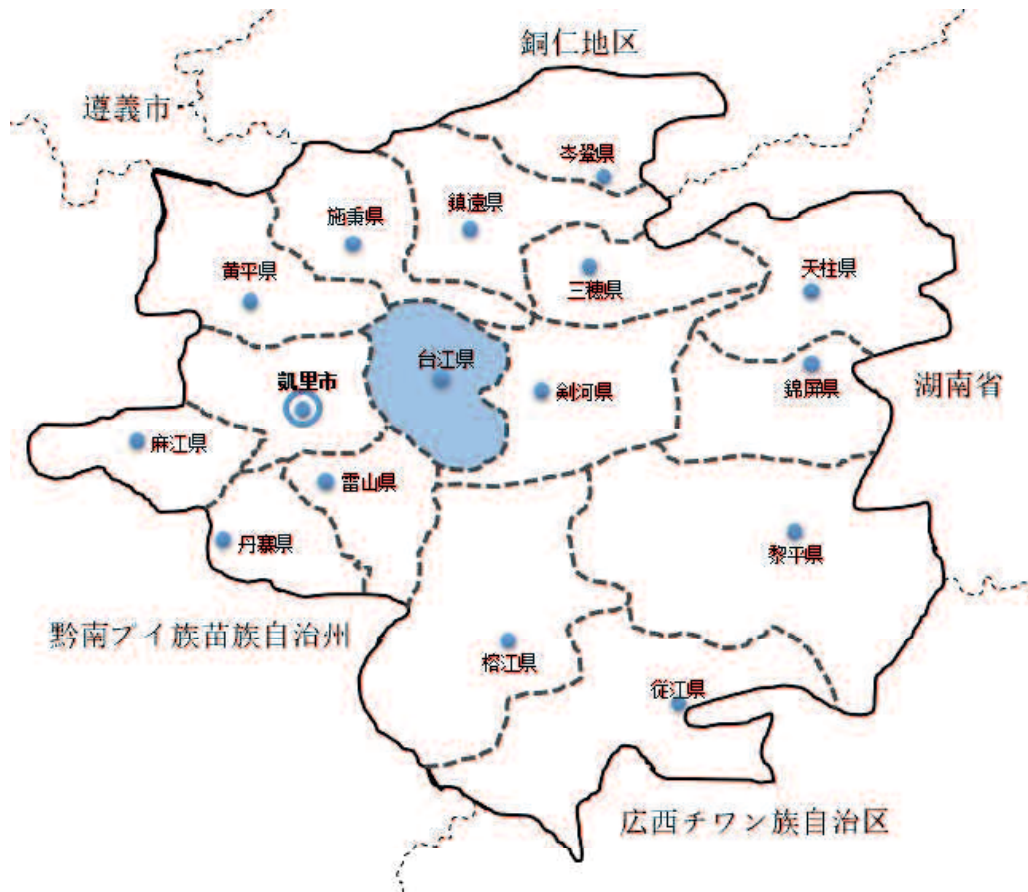 銅仁地区
遵義市
岑鞏県
鎮遠県
施秉県
三穂県
天柱県
黄平県
台江県
凱里市
剣河県
錦屏県
湖南省
麻江県
雷山県
丹寨県
黎平県
黔南プイ族苗族自治州
榕江県
従江県
広西チワン族自治区